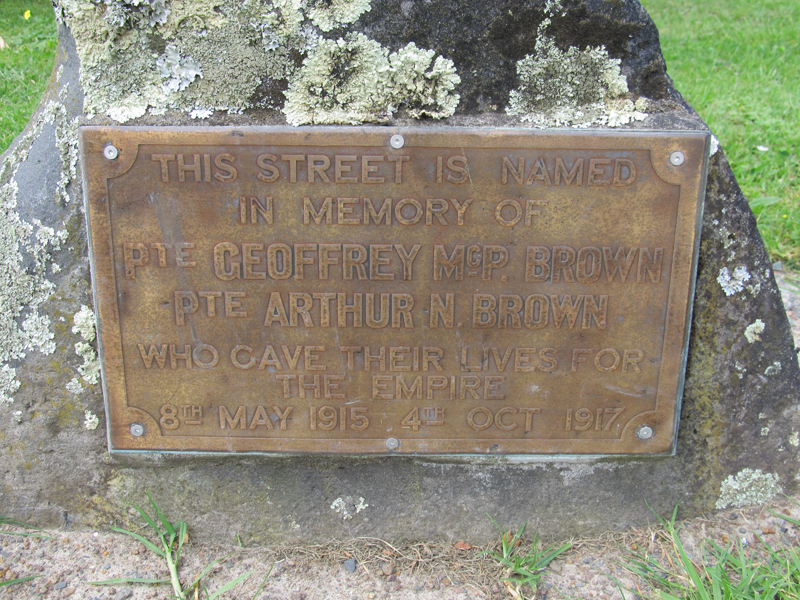 THIS STREET IS NAMED
IN MEMORY OF
PTE GEOFFREY McP. BROWN
PTE ARTHUR N. BROWN
WHO GAVE THEIR LIVES FOR
THE EMPIRE
8TH MAY 1915 4TH OCT 1917